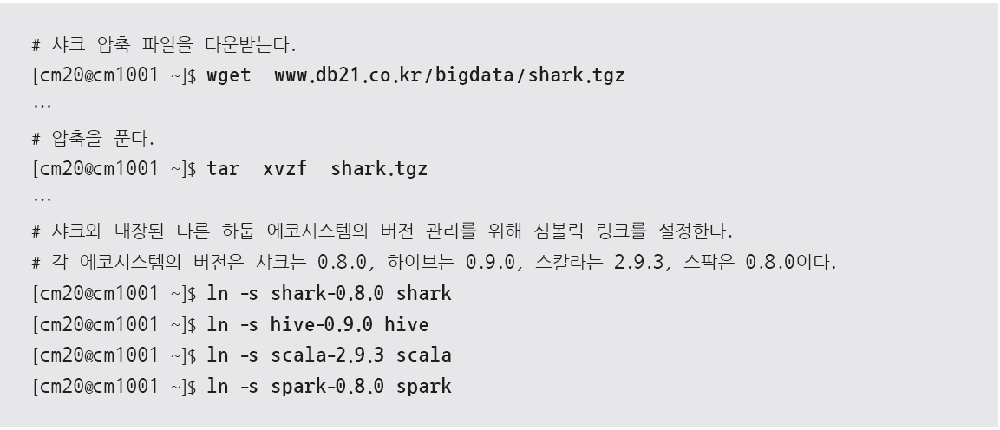 # 샤크 압축 파일을 다운받는다.
[cm20@cm1001 ~]$ wget www.db21.co.kr/bigdata/shark.tgz
…
# 압축을 푼다.
[cm20@cm1001 ~]$ tar xvzf shark.tgz
…
# 샤크와 내장된 다른 하둡 에코시스템의 버전 관리를 위해 심볼릭 링크를 설정한다.
# 각 에코시스템의 버전은 샤크는 0.8.0, 하이브는 0.9.0, 스칼라는 2.9.3, 스팍은 0.8.0이다.
[cm20@cm1001 ~]$ ln -s shark-0.8.0 shark
[cm20@cm1001 ~]$ ln -s hive-0.9.0 hive
[cm20@cm1001 ~]$ ln -s scala-2.9.3 scala
[cm20@cm1001 ~]$ ln -s spark-0.8.0 spark